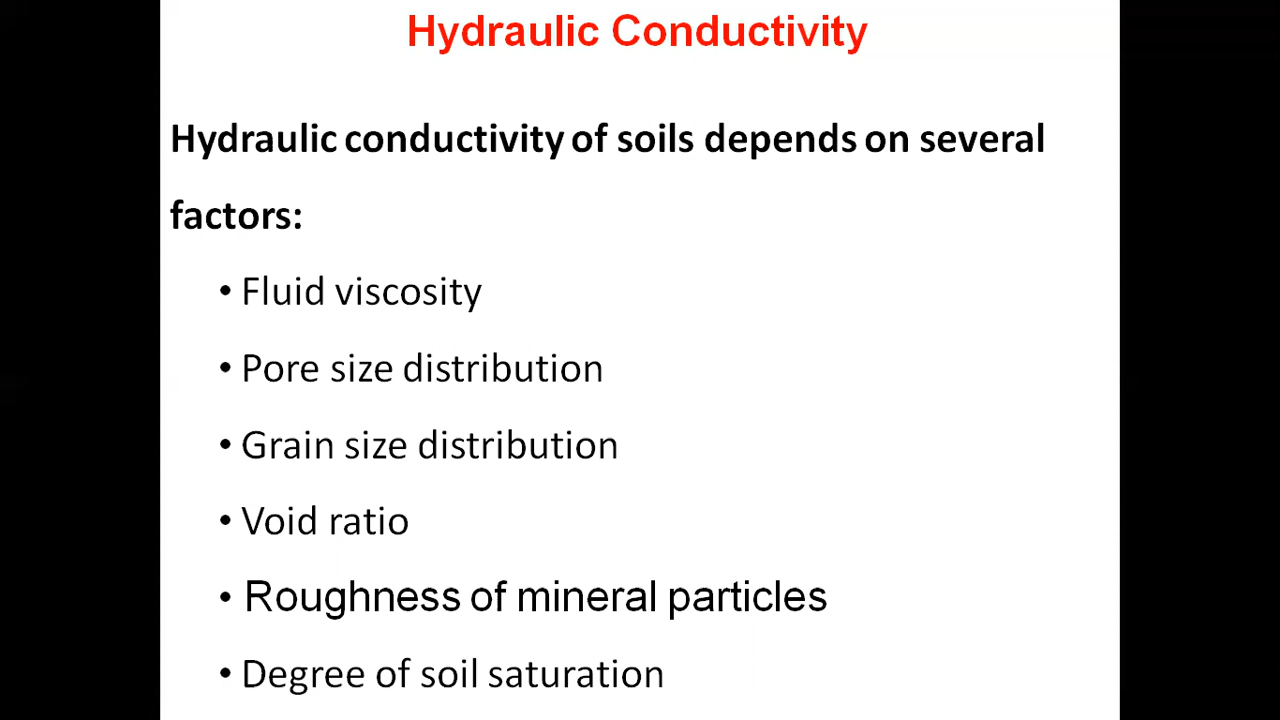 Hydraulic Conductivity
Hydraulic conductivity of soils depends on several
factors:
• Fluid viscosity
• Pore size distribution
• Grain size distribution
• Void ratio
• Roughness of mineral particles
• Degree of soil saturation